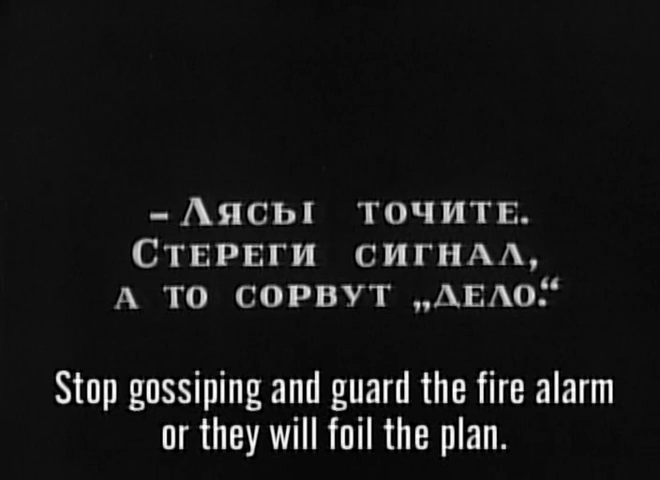 – Лясы точите.
Стереги сигнал,
а то сорвут „дело.“
Stop gossiping and guard the fire alarm
or they will foil the plan.